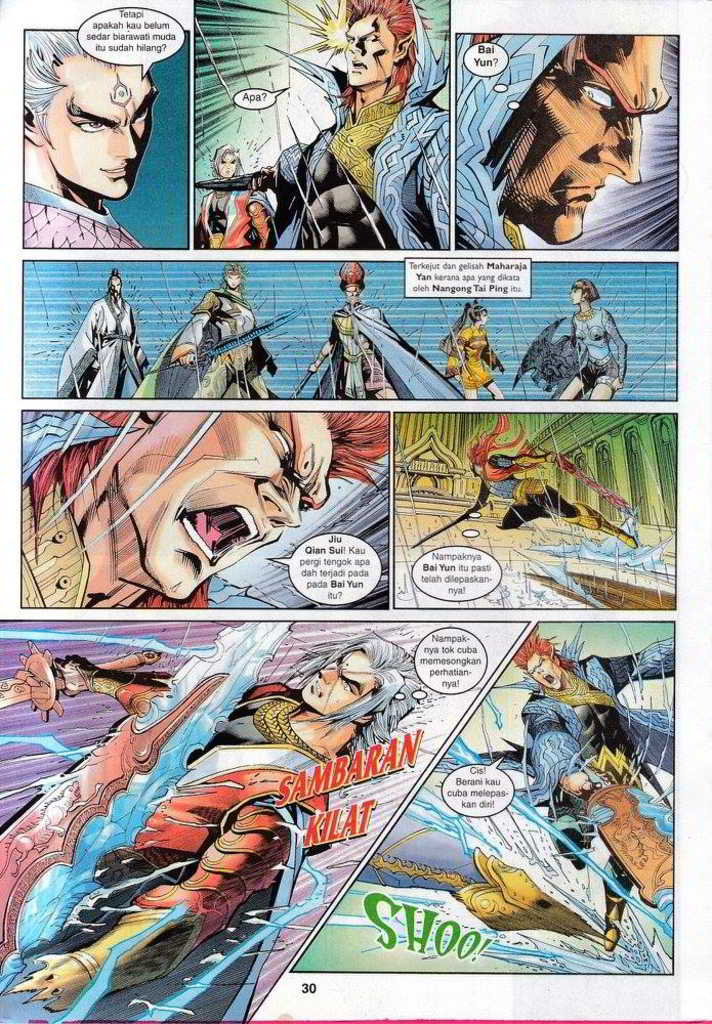 Tetapi
apakah kau belum
sedar biarawati muda
itu sudah hilang?
Apa?
Bai
Yun?
Terkejut dan gelisah Maharaja
Yan kerana apa yang dikata
oleh Nangong Tai Ping itu.
Jiu
Qian Sui! Kau
pergi tengok apa
dah terjadi pada
pada Bai Yun
itu?
Nampaknya
Bai Yun itu pasti
telah dilepaskan-
nya!
Nampak-
nya tok cuba
memesongkan
perhatian-
nya!
SAMBARAN
KILAT
Cis!
Berani kau
cuba melepas-
kan diri!
SHOO!
30